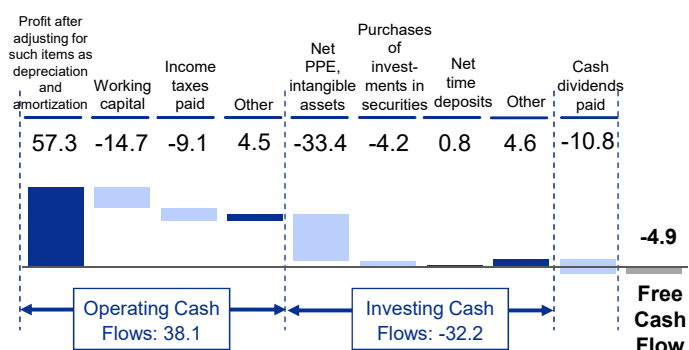 Profit after
adjusting for
such items as
depreciation
and
amortization
Working
capital
Income
taxes
paid
Other
Net
PPE,
intangible
assets
Purchases
of
invest-
ments in
securities
Net
time
deposits
Other
Cash
dividends
paid
57.3 -14.7 -9.1 4.5 -33.4 -4.2 0.8 4.6 -10.8
-4.9
Operating Cash
Flows: 38.1
Investing Cash
Flows: -32.2
Free
Cash
Flow